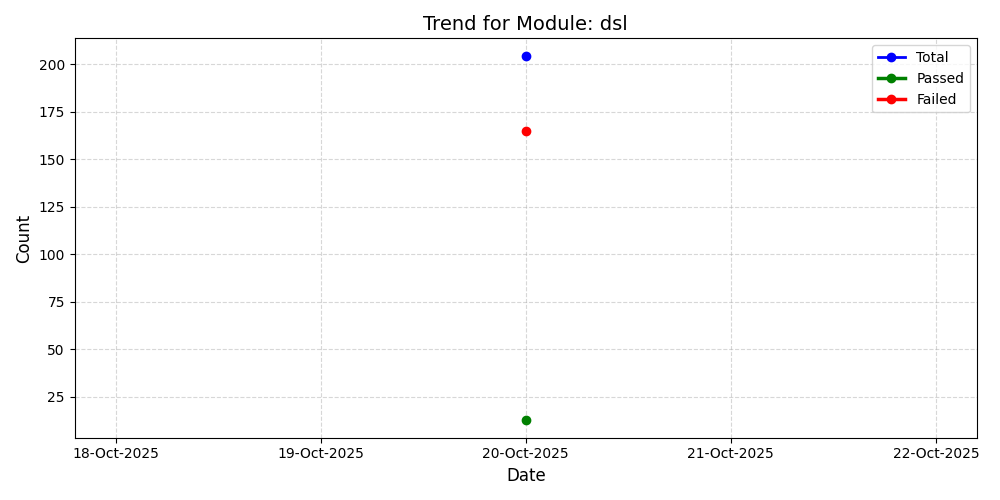 Trend for Module: dsl
Total
Passed
Failed
200
175
150
125
100
75
50
25
Count
18-Oct-2025
19-Oct-2025
20-Oct-2025
21-Oct-2025
22-Oct-2025
Date